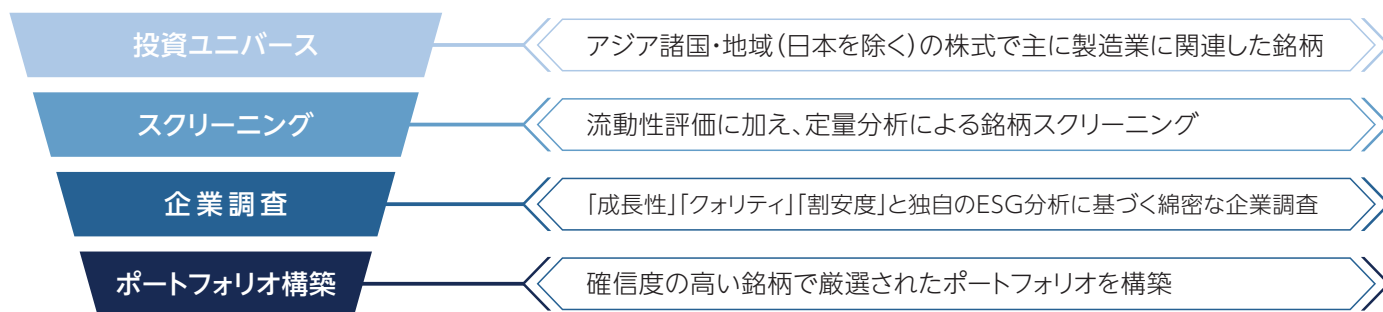 投資ユニバース
アジア諸国・地域(日本を除く)の株式で主に製造業に関連した銘柄
スクリーニング
流動性評価に加え、定量分析による銘柄スクリーニング
企業調査
「成長性」「クォリティ」「割安度」と独自のESG分析に基づく綿密な企業調査
ポートフォリオ構築
確信度の高い銘柄で厳選されたポートフォリオを構築